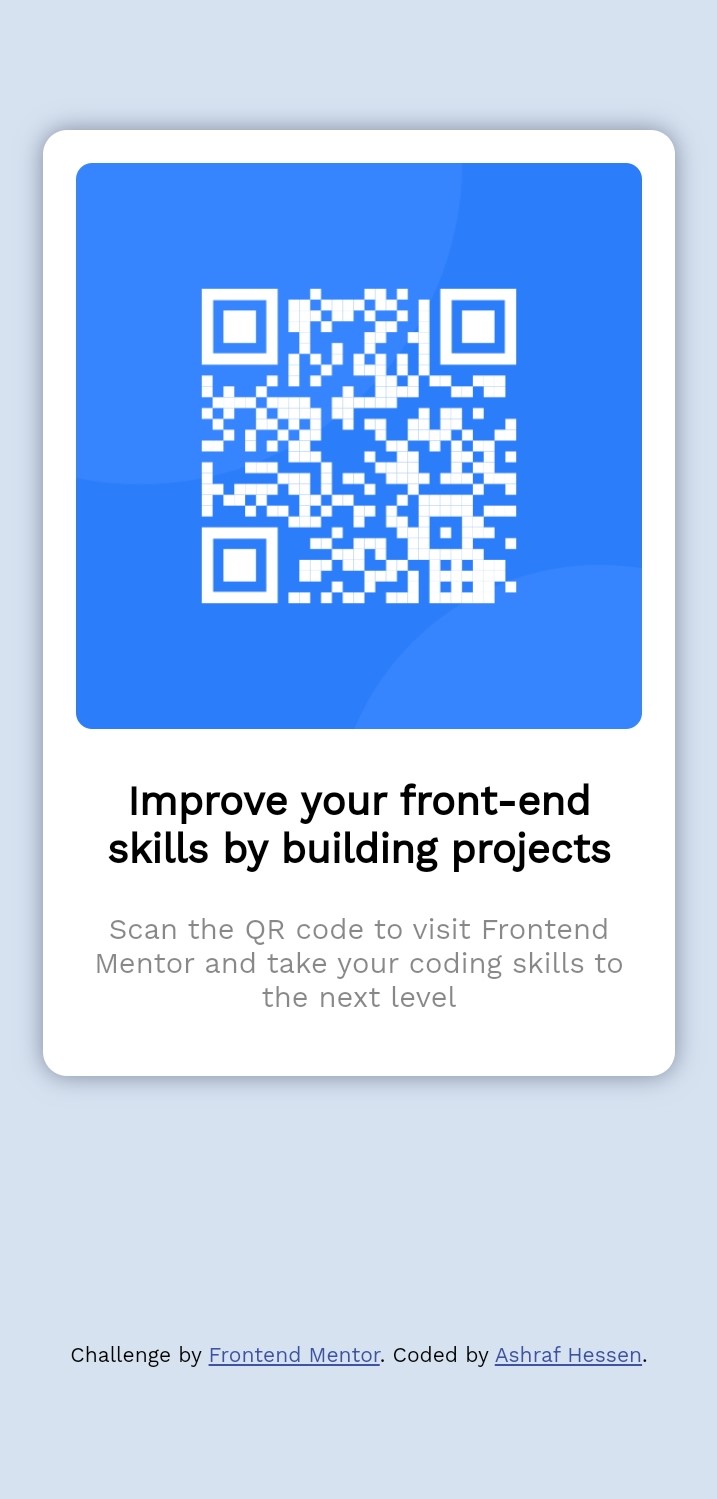 Improve your front-end
skills by building projects
Scan the QR code to visit Frontend
Mentor and take your coding skills to
the next level
Challenge by Frontend Mentor. Coded by Ashraf Hessen.